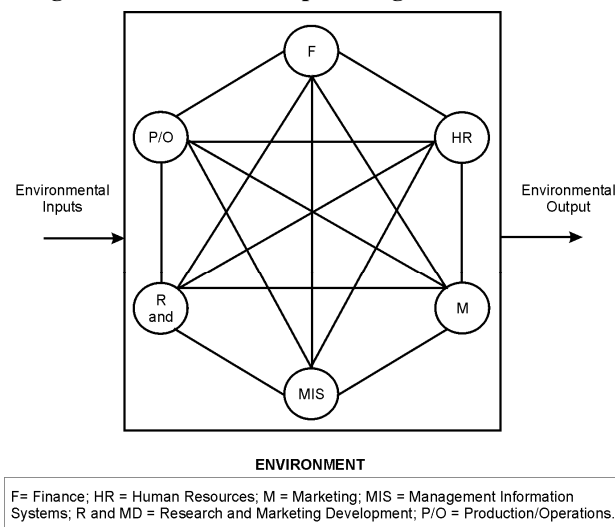 F
P/O
HR
Environmental
Inputs
Environmental
Output
R
and
M
MIS
ENVIRONMENT
F= Finance; HR = Human Resources; M = Marketing; MIS = Management Information
Systems; R and MD = Research and Marketing Development; P/O = Production/Operations.